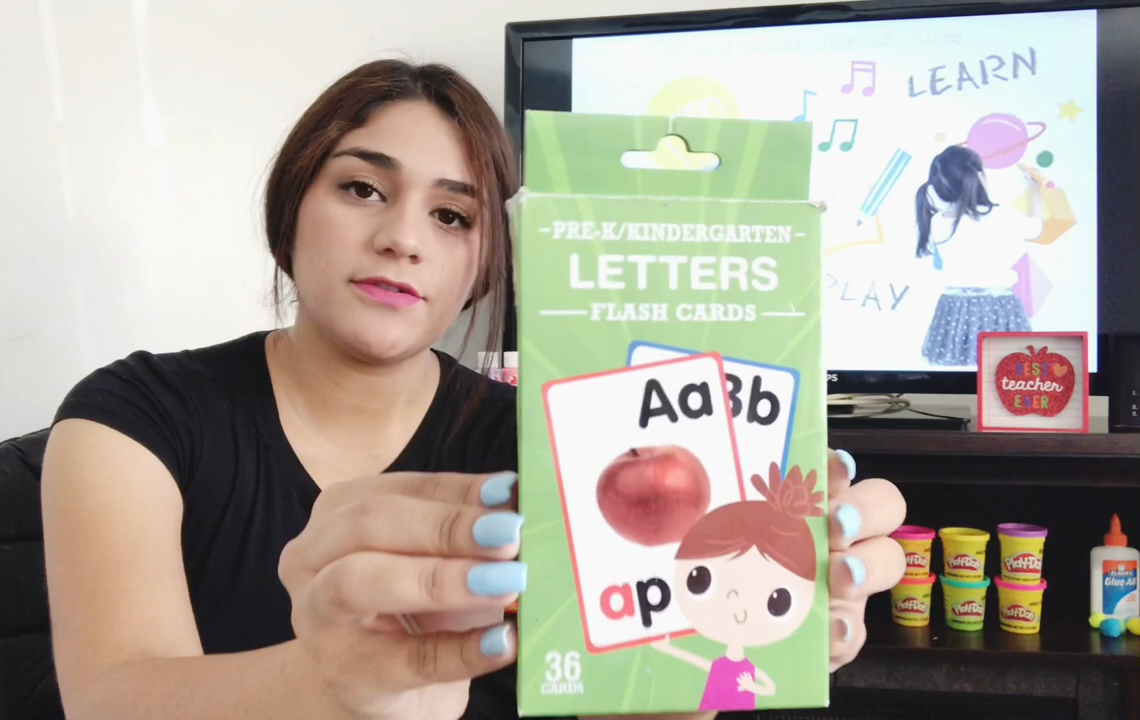 LEARN
PLAY
PRE-K/KINDERGARTEN
LETTERS
FLASH CARDS
Aa
Bb
ap
36
CARDS
BEST
teacher
EVER
Play-Doh
Play-Doh
Play-Doh
Play-Doh
Play-Doh
Play-Doh
ELMER'S
Glue-All